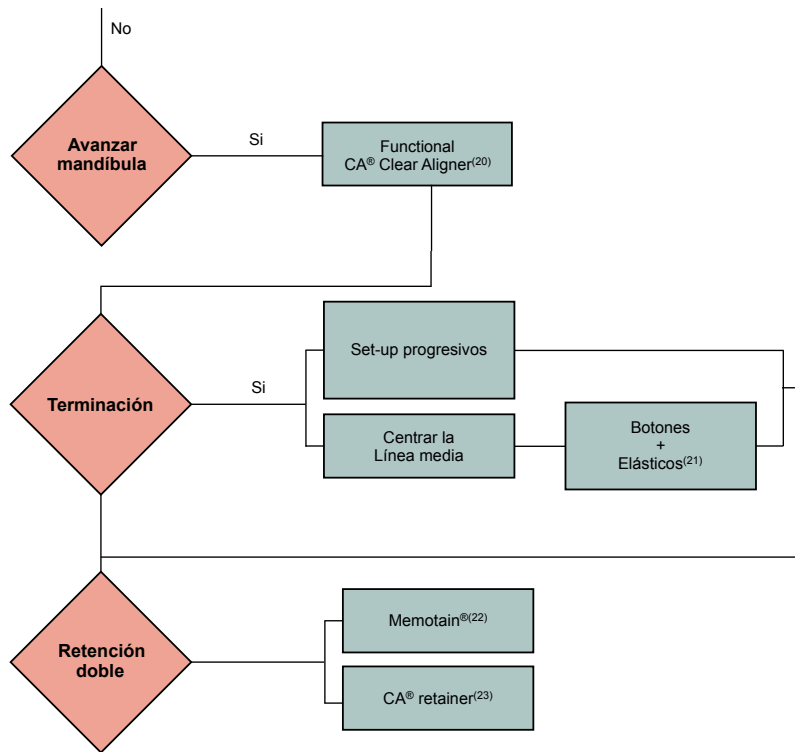 No
Avanzar
mandíbula
Si
Functional
CA® Clear Aligner(20)
Terminación
Si
Set-up progresivos
Centrar la
Línea media
Botones
+
Elásticos(21)
Retención
doble
Memotain®(22)
CA® retainer(23)